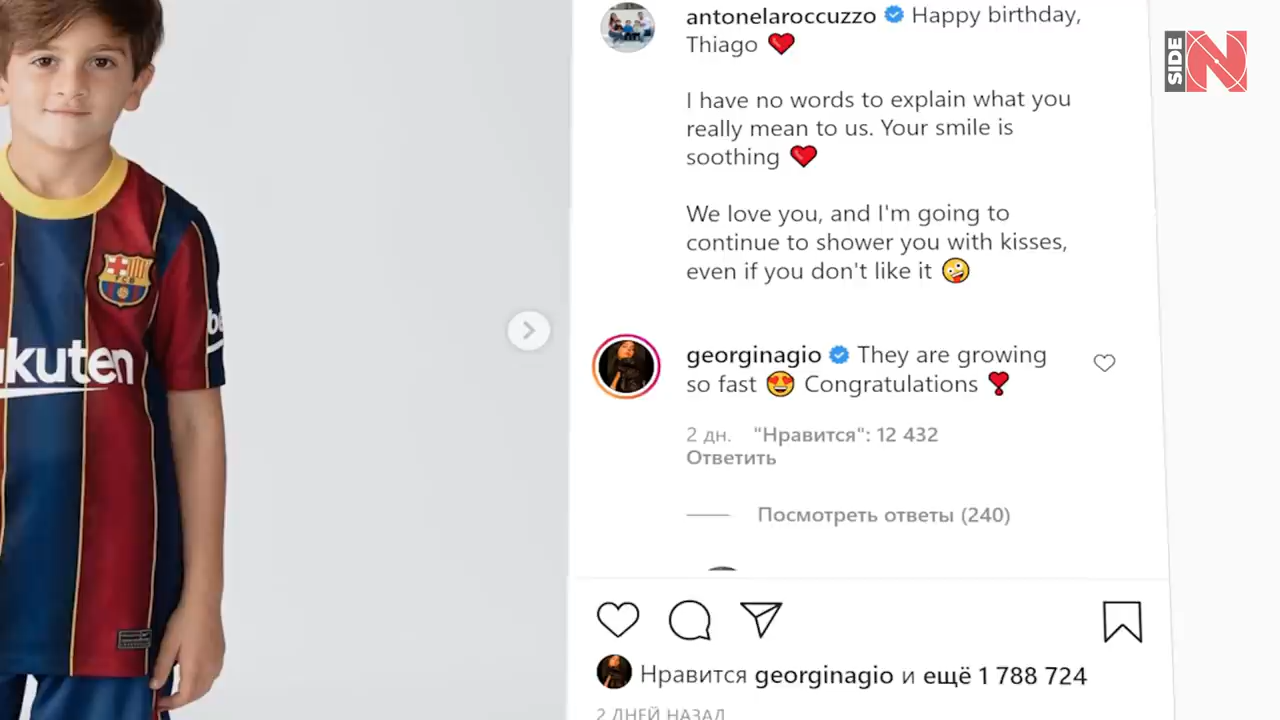 antonelaroccuzzo Happy birthday,
Thiago ❤️
I have no words to explain what you
really mean to us. Your smile is
soothing ❤️
We love you, and I'm going to
continue to shower you with kisses,
even if you don't like it 🤪
georginagio They are growing
so fast 😍 Congratulations ❣️
2 дн. "Нравится": 12 432
Ответить
Посмотреть ответы (240)
Нравится georginagio и ещё 1 788 724
2 ДНЕЙ НАЗАД
SIDE
N
FCB
be
akuten